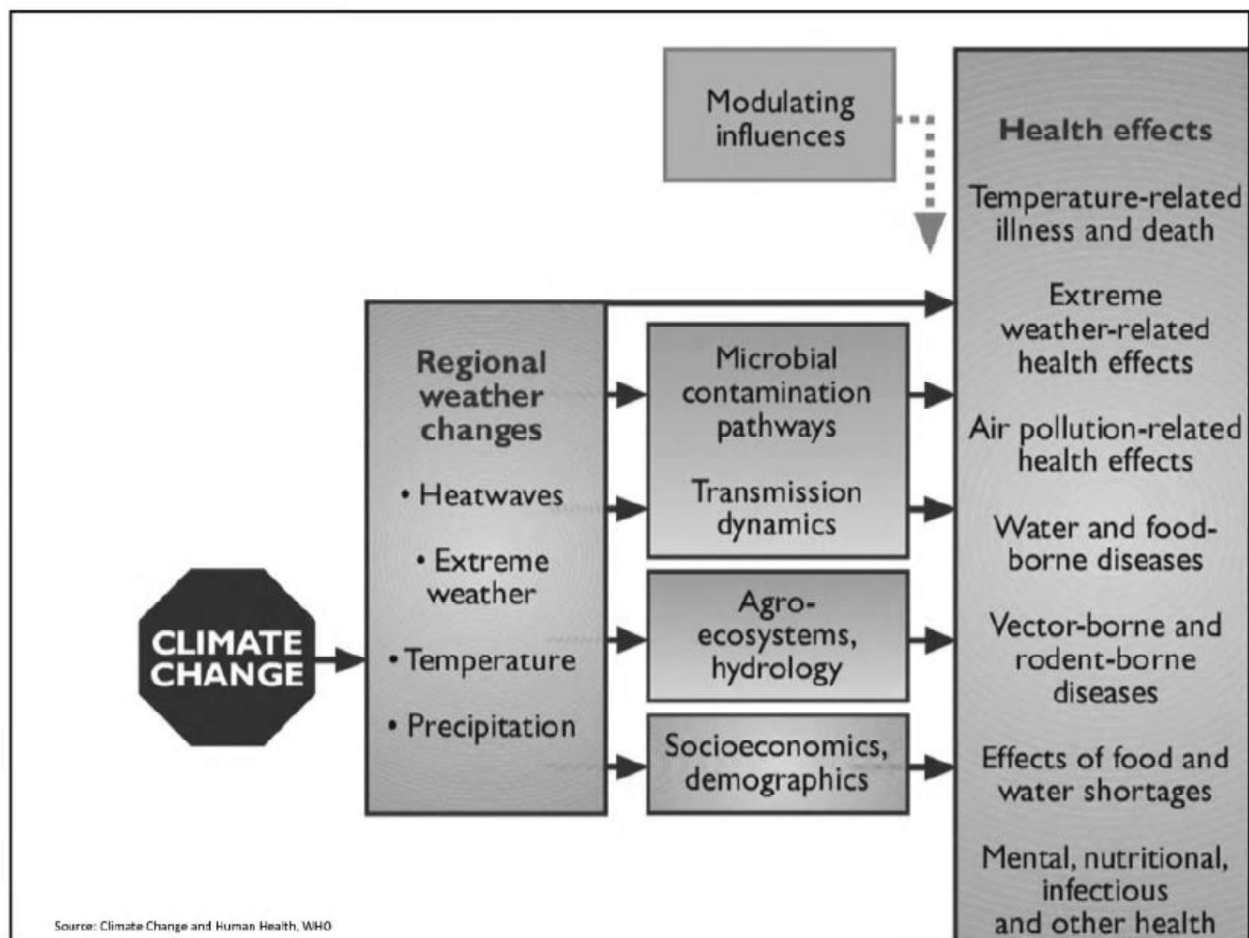 Modulating
influences
Health effects
Temperature-related
illness and death
Extreme
weather-related
health effects
Air pollution-related
health effects
Water and food-
borne diseases
Vector-borne and
rodent-borne
diseases
Effects of food and
water shortages
Mental, nutritional,
infectious
and other health
Regional
weather
changes
• Heatwaves
• Extreme
weather
• Temperature
• Precipitation
Microbial
contamination
pathways
Transmission
dynamics
Agro-
ecosystems,
hydrology
Socioeconomics,
demographics
CLIMATE
CHANGE
Source: Climate Change and Human Health, WHO